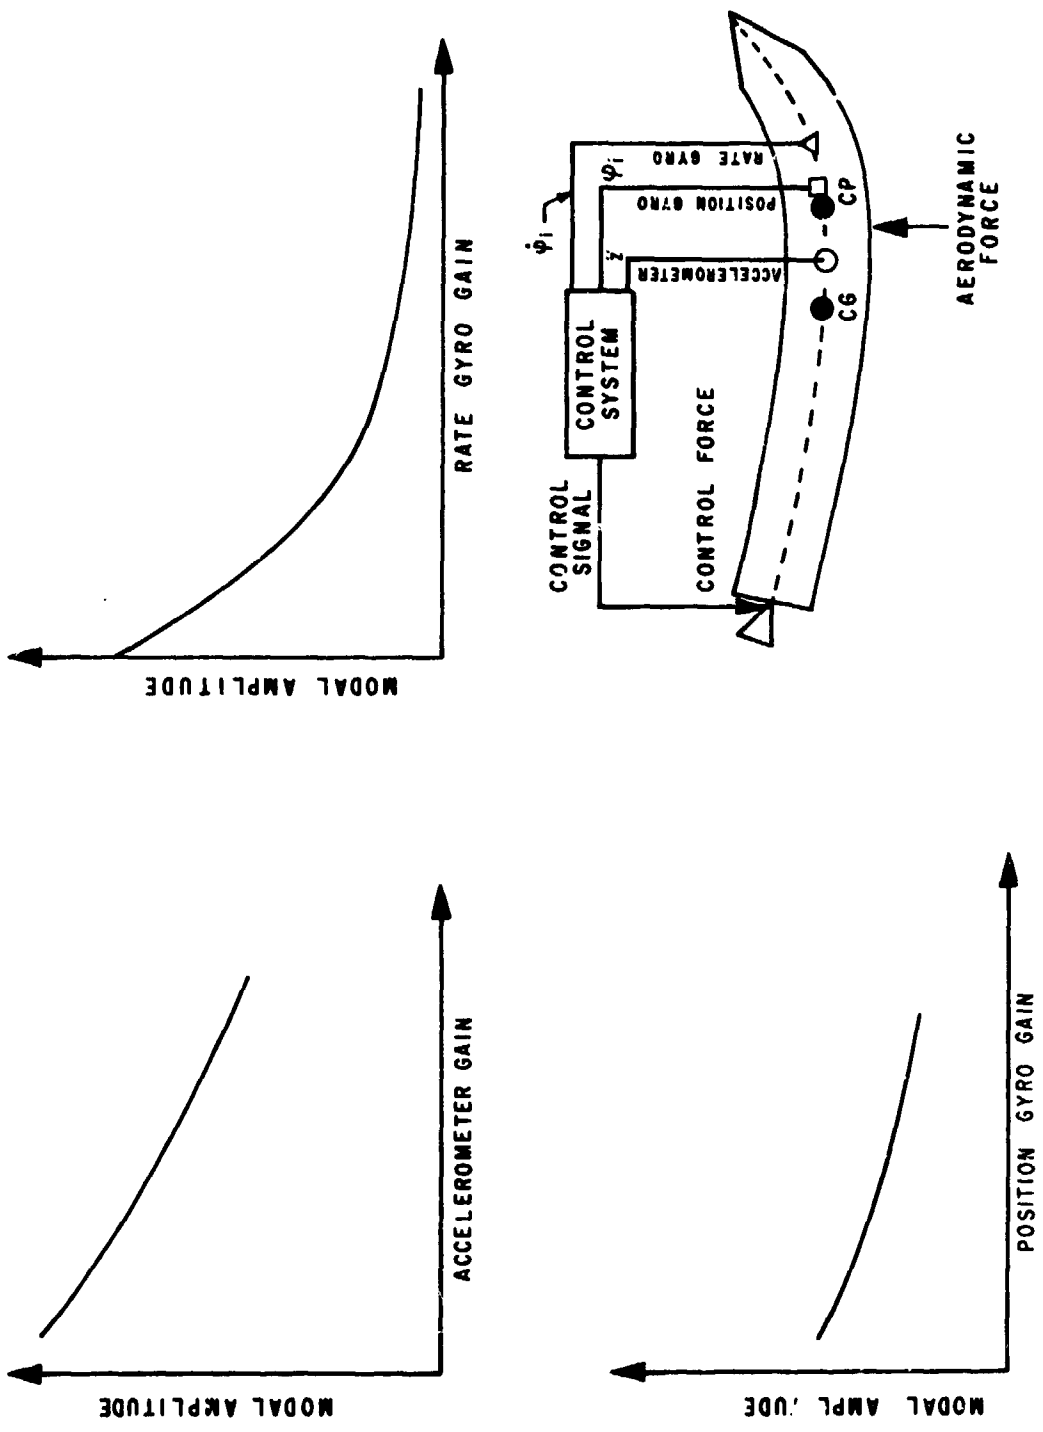 MODAL AMPLITUDE
ACCELEROMETER GAIN
MODAL AMPLITUDE
RATE GYRO GAIN
MODAL AMPL UDE
POSITION GYRO GAIN
CONTROL
SIGNAL
CONTROL
SYSTEM
φ̇i
φi
z̈
RATE GYRO
POSITION GYRO
ACCELEROMETER
CONTROL FORCE
CG
CP
AERODYNAMIC
FORCE